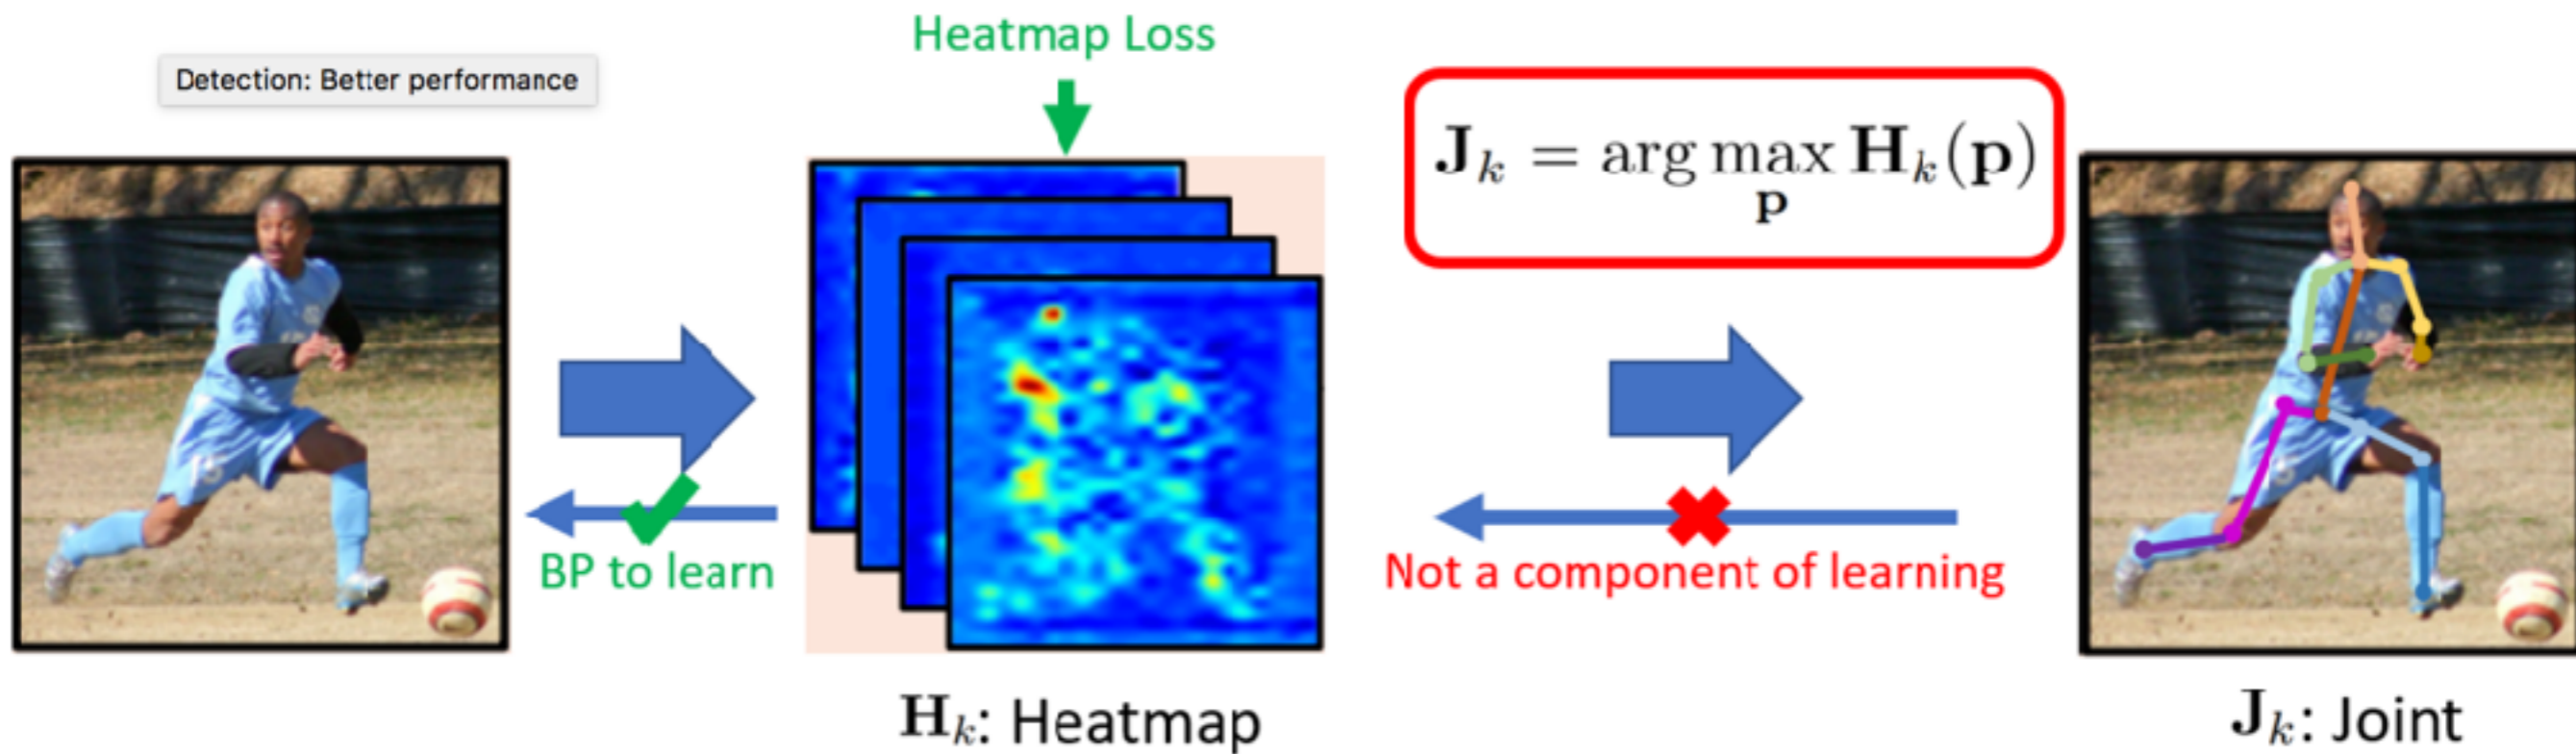 Heatmap Loss
Detection: Better performance
J_k = arg max_p H_k(p)
BP to learn
Not a component of learning
H_k: Heatmap
J_k: Joint